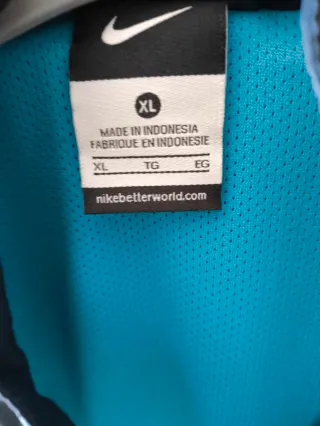 XL
MADE IN INDONESIA
FABRIQUE EN INDONESIE
XL TG EG
nikebetterworld.com